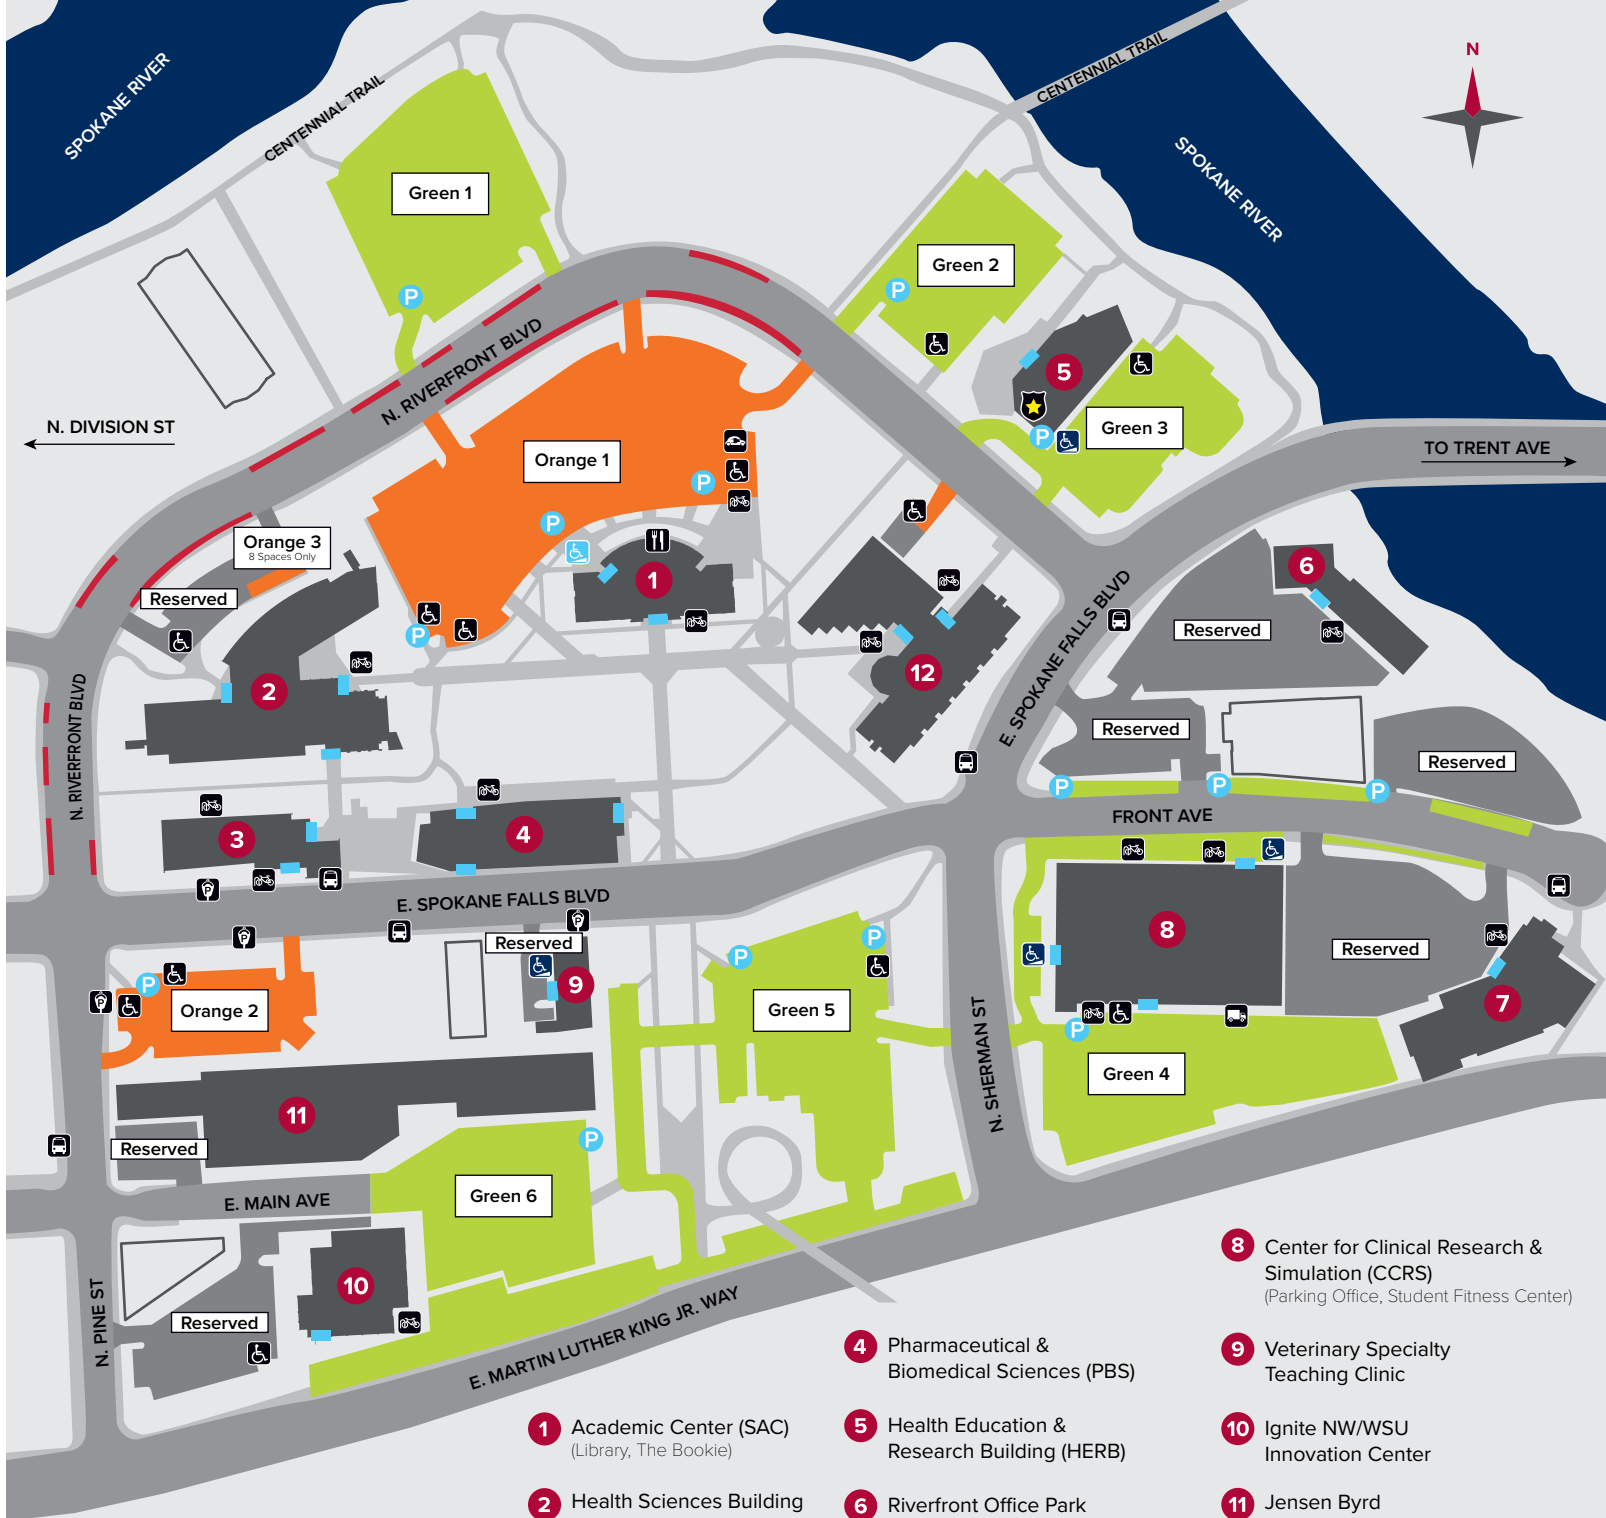 SPOKANE RIVER
CENTENNIAL TRAIL
CENTENNIAL TRAIL
N
SPOKANE RIVER
Green 1
Green 2
P
P
N. RIVERFRONT BLVD
5
N. DIVISION ST
Green 3
P
TO TRENT AVE
Orange 1
P
P
Orange 3
8 Spaces Only
1
6
Reserved
P
Reserved
2
12
E. SPOKANE FALLS BLVD
N. RIVERFRONT BLVD
Reserved
Reserved
P
P
P
FRONT AVE
3
4
P
E. SPOKANE FALLS BLVD
P
P
Reserved
8
Reserved
P
P
9
P
P
Orange 2
Green 5
7
N. SHERMAN ST
P
Green 4
11
P
Reserved
E. MAIN AVE
Green 6
10
N. PINE ST
Reserved
E. MARTIN LUTHER KING JR. WAY
1 Academic Center (SAC)
(Library, The Bookie)
2 Health Sciences Building
4 Pharmaceutical &
Biomedical Sciences (PBS)
5 Health Education &
Research Building (HERB)
6 Riverfront Office Park
8 Center for Clinical Research &
Simulation (CCRS)
(Parking Office, Student Fitness Center)
9 Veterinary Specialty
Teaching Clinic
10 Ignite NW/WSU
Innovation Center
11 Jensen Byrd